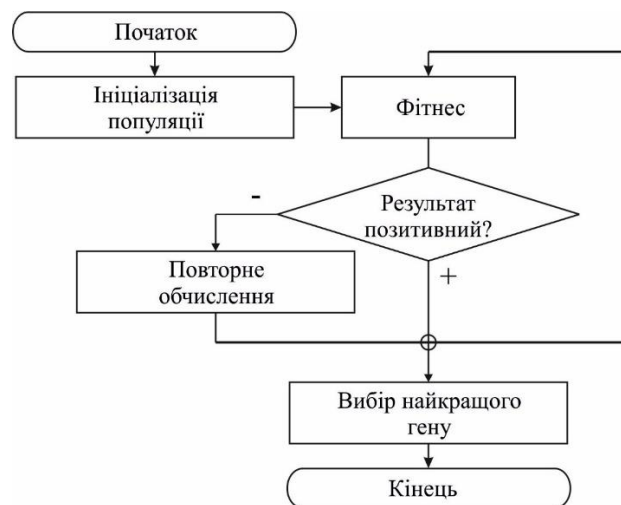 Початок
Ініціалізація
популяції
Фітнес
Результат
позитивний?
-
+
Повторне
обчислення
Вибір найкращого
гену
Кінець